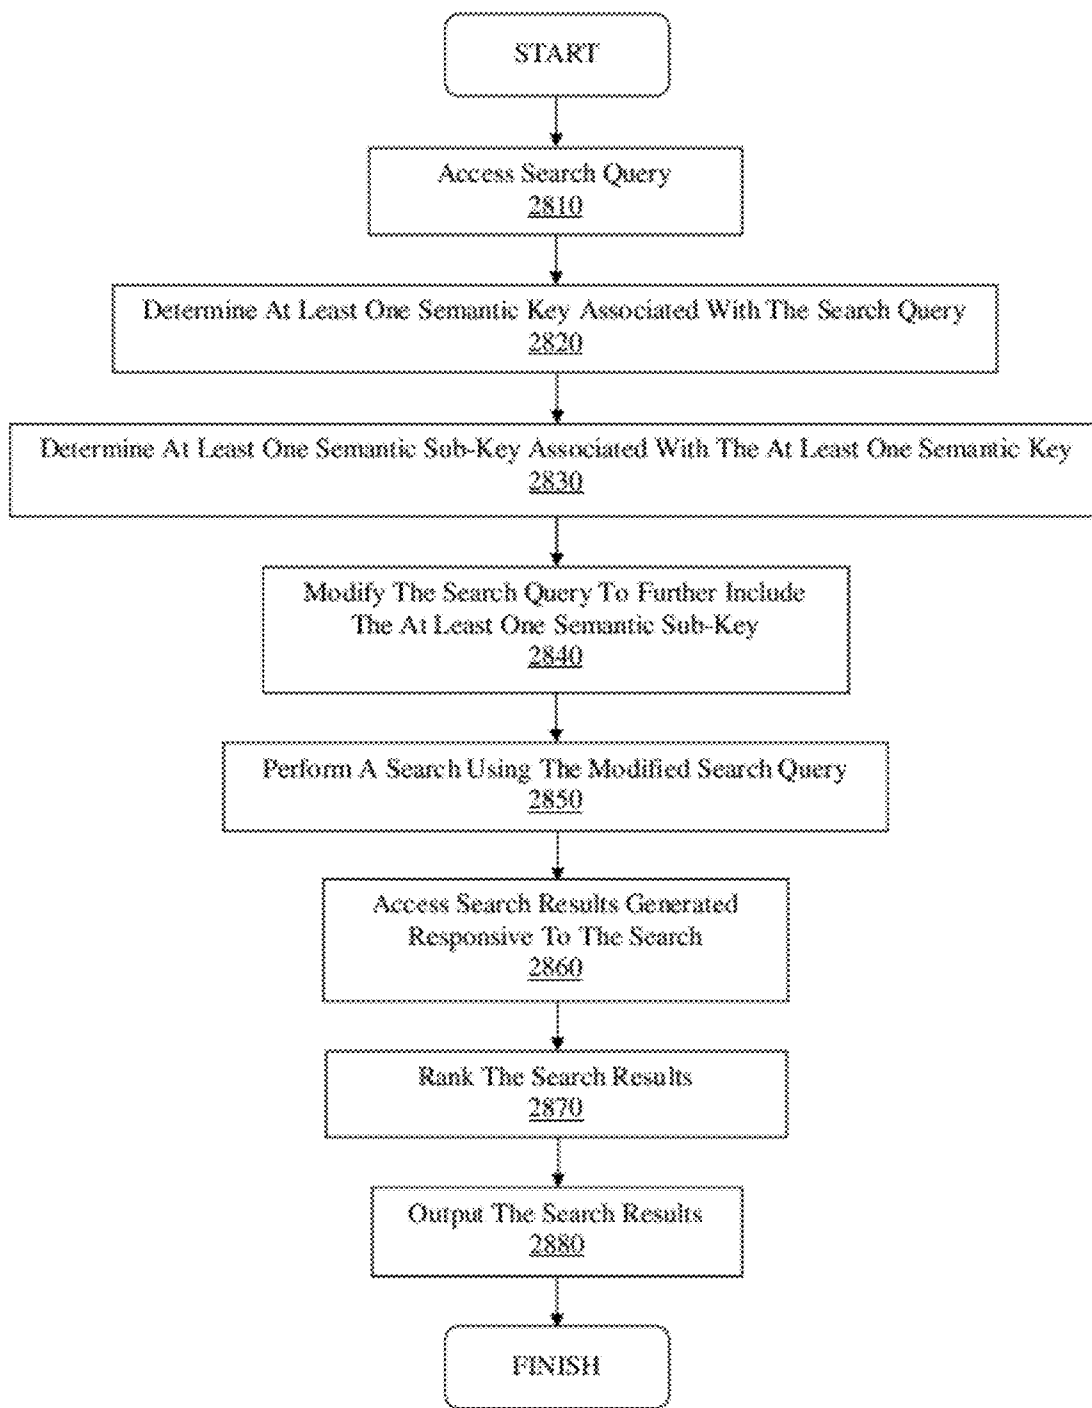 START
Access Search Query
2810
Determine At Least One Semantic Key Associated With The Search Query
2820
Determine At Least One Semantic Sub-Key Associated With The At Least One Semantic Key
2830
Modify The Search Query To Further Include
The At Least One Semantic Sub-Key
2840
Perform A Search Using The Modified Search Query
2850
Access Search Results Generated
Responsive To The Search
2860
Rank The Search Results
2870
Output The Search Results
2880
FINISH